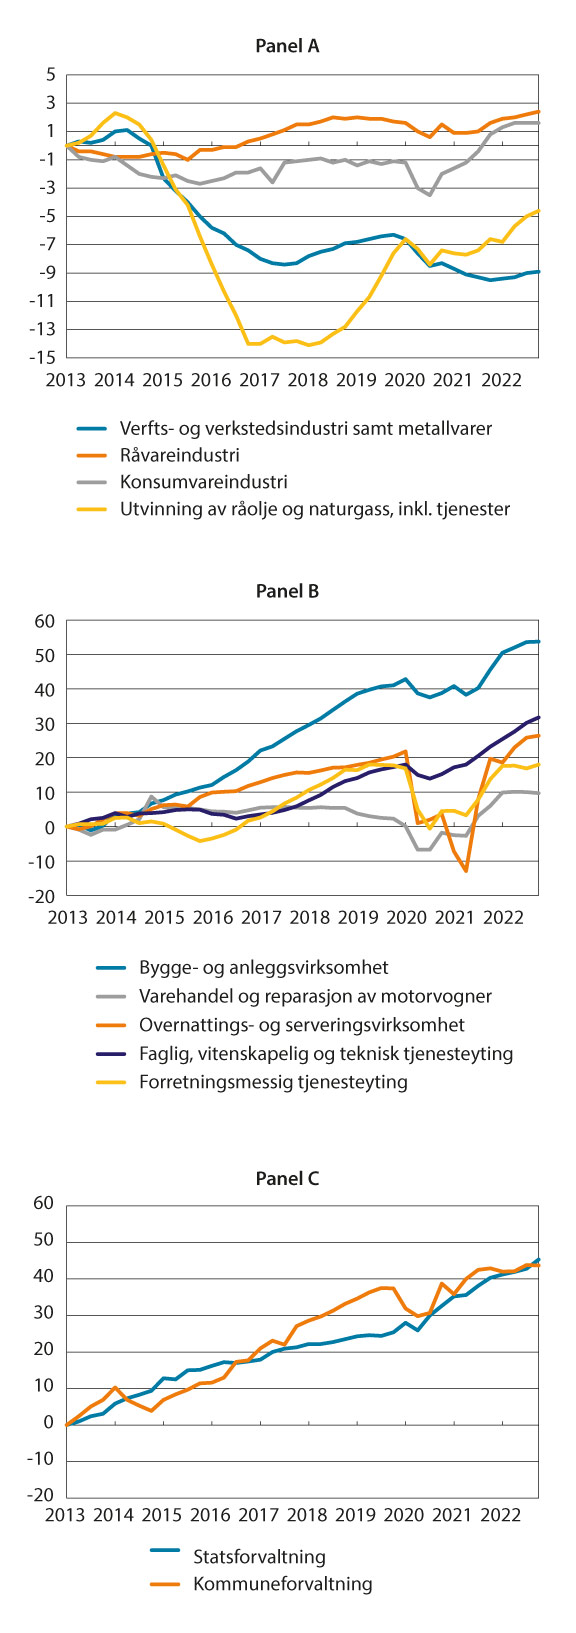 Panel A
5
3
1
-1
-3
-5
-7
-9
-11
-13
-15
2013 2014 2015 2016 2017 2018 2019 2020 2021 2022
Verfts- og verkstedsindustri samt metallvarer
Råvareindustri
Konsumvareindustri
Utvinning av råolje og naturgass, inkl. tjenester
Panel B
60
50
40
30
20
10
0
-10
-20
2013 2014 2015 2016 2017 2018 2019 2020 2021 2022
Bygge- og anleggsvirksomhet
Varehandel og reparasjon av motorvogner
Overnattings- og serveringsvirksomhet
Faglig, vitenskapelig og teknisk tjenesteyting
Forretningsmessig tjenesteyting
Panel C
60
50
40
30
20
10
0
-10
-20
2013 2014 2015 2016 2017 2018 2019 2020 2021 2022
Statsforvaltning
Kommuneforvaltning